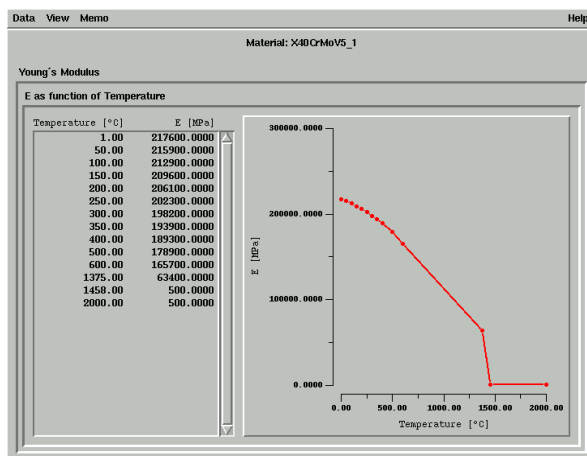 Data View Memo Help
Material: X40CrMoV5_1
Young´s Modulus
E as function of Temperature
Temperature [°C] E [MPa]
1.00 217600.0000
50.00 215900.0000
100.00 212900.0000
150.00 209600.0000
200.00 206100.0000
250.00 202300.0000
300.00 198200.0000
350.00 193900.0000
400.00 189300.0000
500.00 178900.0000
600.00 165700.0000
1375.00 63400.0000
1458.00 500.0000
2000.00 500.0000
300000.0000
200000.0000
100000.0000
0.0000
E [MPa]
0.00 500.00 1000.00 1500.00 2000.00
Temperature [°C]